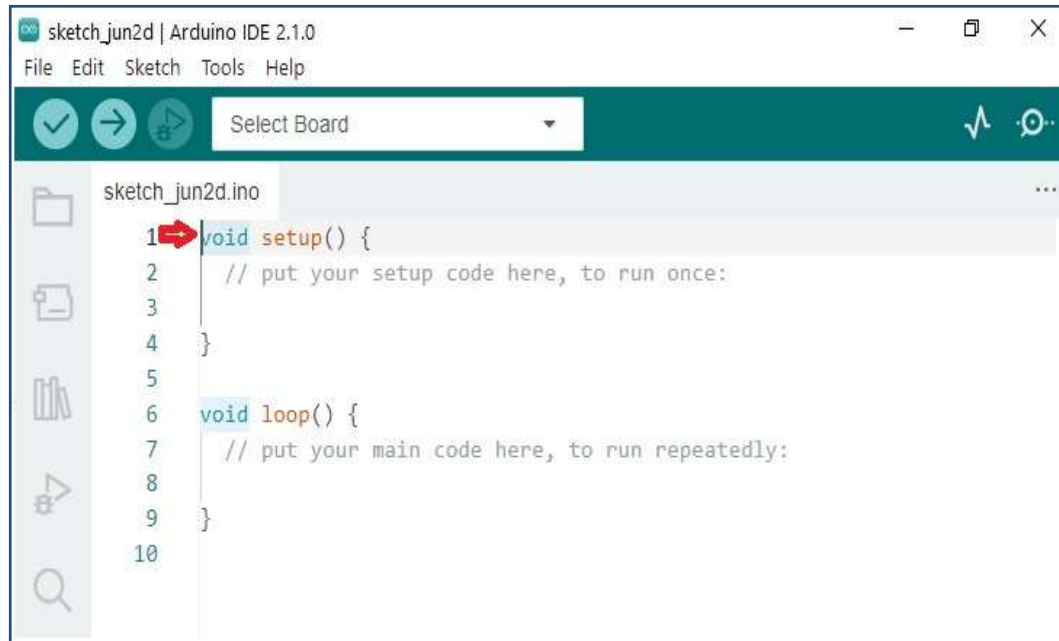 sketch_jun2d | Arduino IDE 2.1.0
File Edit Sketch Tools Help
Select Board
sketch_jun2d.ino
1 void setup() {
2 // put your setup code here, to run once:
3
4 }
5
6 void loop() {
7 // put your main code here, to run repeatedly:
8
9 }
10